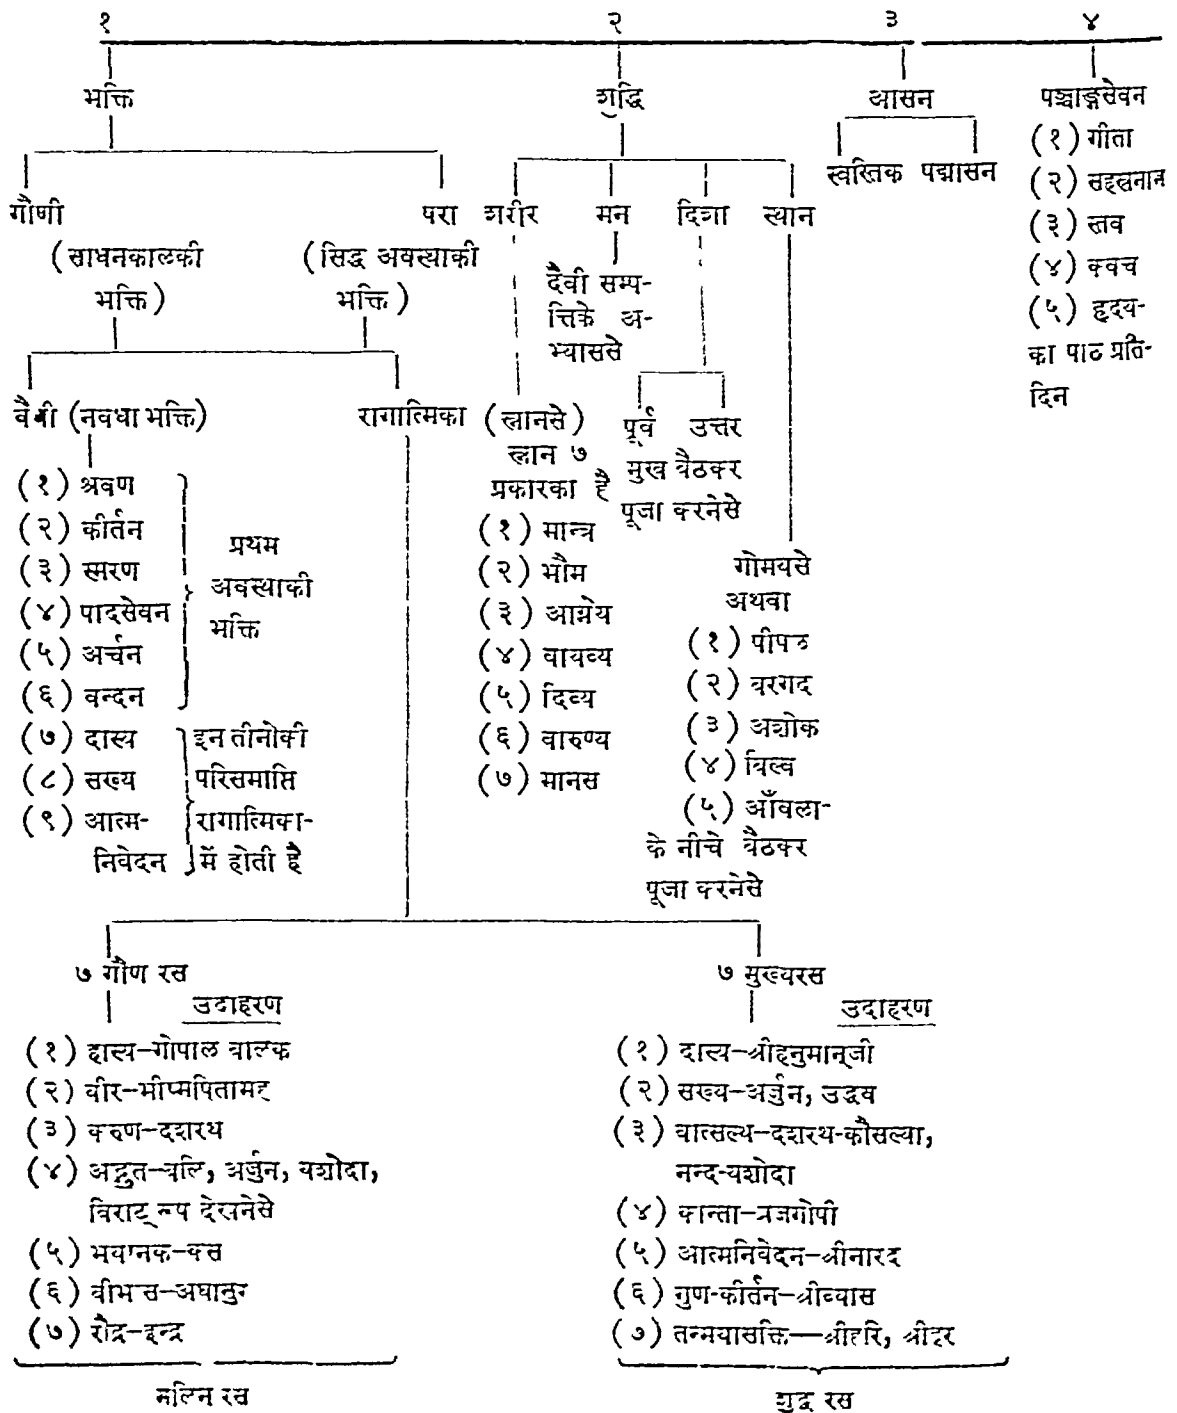 १ २ ३ ४
भक्ति शुद्धि आसन पञ्चाङ्गसेवन
(१) गीता
(२) सहस्रनाम
(३) स्तव
(४) कवच
(५) हृदय-
का पाठ प्रति-
दिन
स्वस्तिक पद्मासन
गौणी परा
(साधनकालकी
भक्ति)
(सिद्ध अवस्थाकी
भक्ति)
वैधी (नवधा भक्ति) रागात्मिका
(१) श्रवण
(२) कीर्तन
(३) स्मरण
(४) पादसेवन
(५) अर्चन
(६) वन्दन
प्रथम
अवस्थाकी
भक्ति
(७) दास्य
(८) सख्य
(९) आत्म-
निवेदन
इन तीनोकी
परिसमाप्ति
रागात्मिका-
में होती है
शरीर मन दिशा स्थान
(स्नानसे)
स्नान ७
प्रकारका है
(१) मान्त्र
(२) भौम
(३) आग्नेय
(४) वायव्य
(५) दिव्य
(६) वारुण्य
(७) मानस
दैवी सम्प-
त्तिके अ-
भ्याससे
पूर्व उत्तर
मुख बैठकर
पूजा करनेसे
गोमयसे
अथवा
(१) पीपल
(२) बरगद
(३) अशोक
(४) बिल्व
(५) आँवला-
के नीचे बैठकर
पूजा करनेसे
७ गौण रस
उदाहरण
(१) हास्य–गोपाल बालक
(२) वीर–भीष्मपितामह
(३) करुण–दशरथ
(४) अद्भुत–बलि, अर्जुन, यशोदा,
विराट् रूप देखनेसे
(५) भयानक–कंस
(६) बीभत्स–अघासुर
(७) रौद्र–इन्द्र
मलिन रस
७ मुख्यरस
उदाहरण
(१) दास्य–श्रीहनुमान्‌जी
(२) सख्य–अर्जुन, उद्धव
(३) वात्सल्य–दशरथ-कौसल्या,
नन्द-यशोदा
(४) कान्ता–व्रजगोपी
(५) आत्मनिवेदन–श्रीनारद
(६) गुण-कीर्तन–श्रीव्यास
(७) तन्मयासक्ति—श्रीहरि, श्रीहर
शुद्ध रस